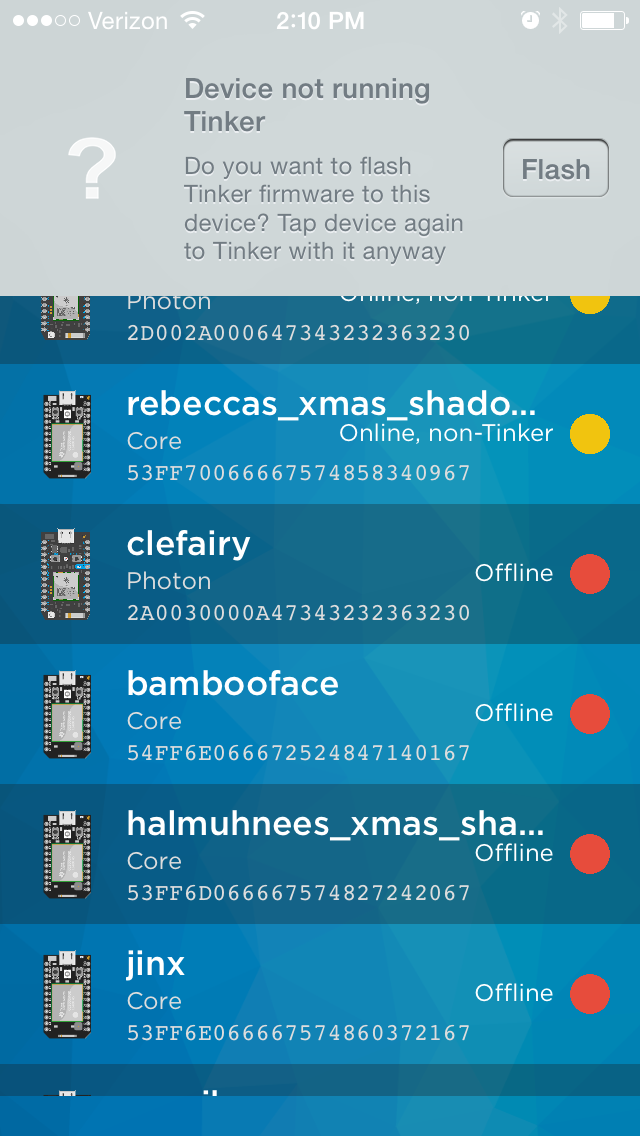 Verizon 2:10 PM
Device not running
Tinker
Do you want to flash
Tinker firmware to this
device? Tap device again
to Tinker with it anyway
Flash
Photon
Online, non-Tinker
2D002A000647343232363230
rebeccas_xmas_shado...
Core
Online, non-Tinker
53FF70066667574858340967
clefairy
Photon
Offline
2A0030000A47343232363230
bambooface
Core
Offline
54FF6E066672524847140167
halmuhnees_xmas_sha...
Core
Offline
53FF6D066667574827242067
jinx
Core
Offline
53FF6E066667574860372167